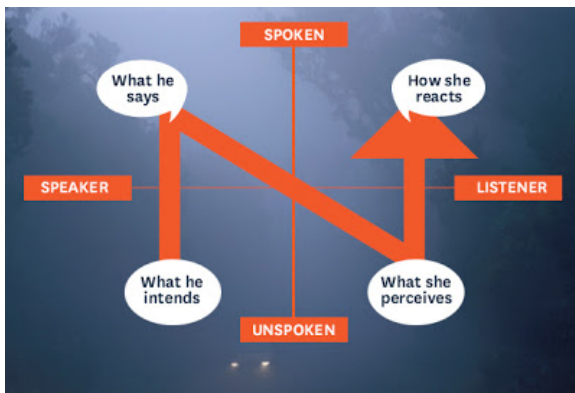 SPOKEN
What he
says
How she
reacts
SPEAKER
LISTENER
What he
intends
What she
perceives
UNSPOKEN